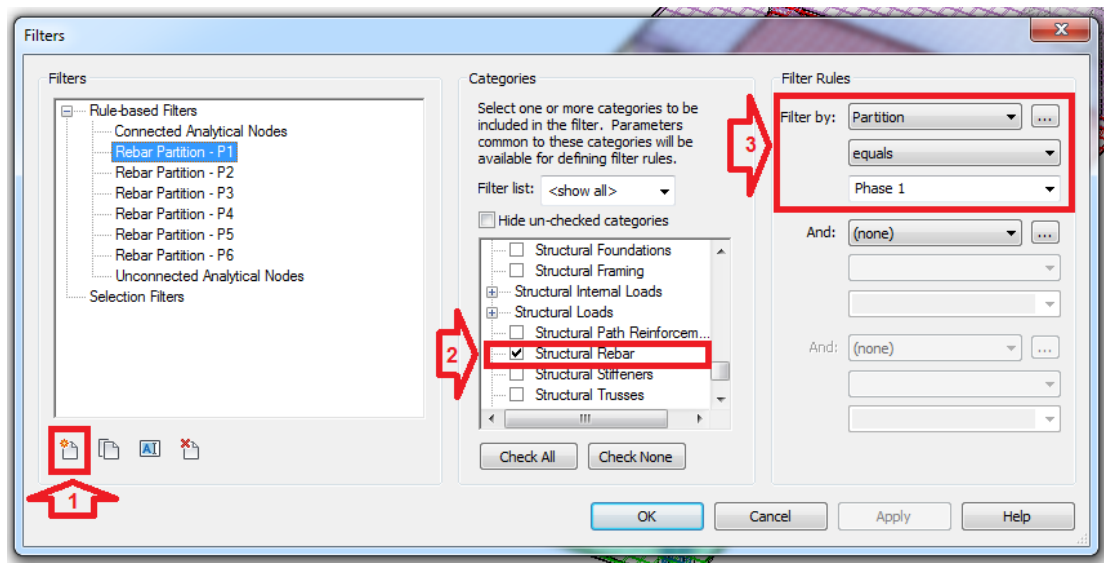 Filters
Filters
Rule-based Filters
Connected Analytical Nodes
Rebar Partition - P1
Rebar Partition - P2
Rebar Partition - P3
Rebar Partition - P4
Rebar Partition - P5
Rebar Partition - P6
Unconnected Analytical Nodes
Selection Filters
1
Categories
Select one or more categories to be
included in the filter. Parameters
common to these categories will be
available for defining filter rules.
Filter list: <show all>
Hide un-checked categories
Structural Foundations
Structural Framing
Structural Internal Loads
Structural Loads
Structural Path Reinforcem...
2
Structural Rebar
Structural Stiffeners
Structural Trusses
Check All Check None
Filter Rules
Filter by: Partition ...
3
equals
Phase 1
And: (none) ...
And: (none) ...
OK Cancel Apply Help